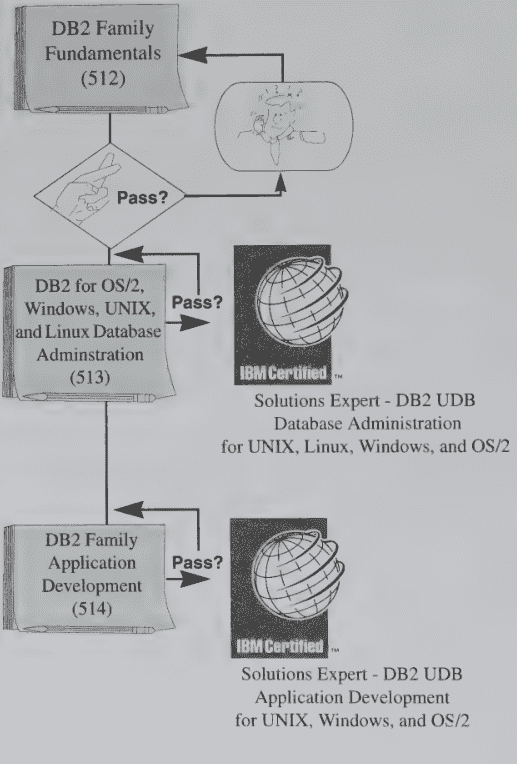 DB2 Family
Fundamentals
(512)
Pass?
DB2 for OS/2,
Windows, UNIX,
and Linux Database
Adminstration
(513)
Pass?
IBM Certified ™
Solutions Expert - DB2 UDB
Database Administration
for UNIX, Linux, Windows, and OS/2
DB2 Family
Application
Development
(514)
Pass?
IBM Certified ™
Solutions Expert - DB2 UDB
Application Development
for UNIX, Windows, and OS/2